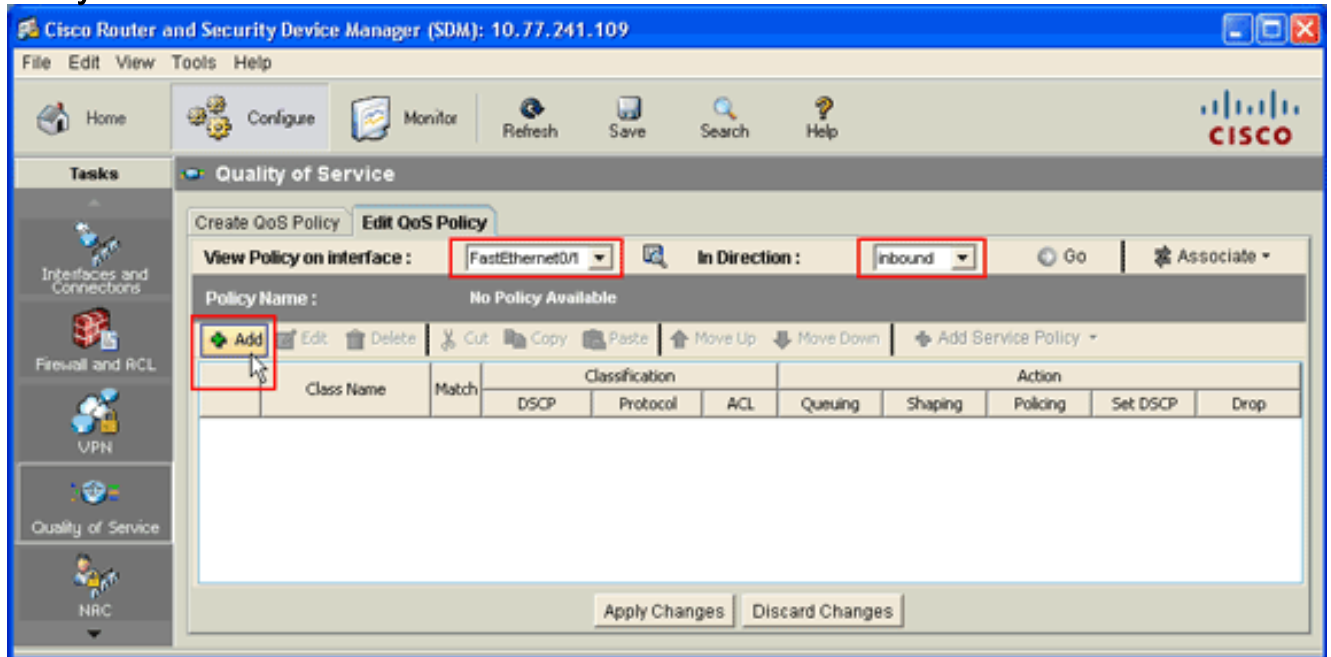 Cisco Router and Security Device Manager (SDM): 10.77.241.109
File Edit View Tools Help
Home Configure Monitor Refresh Save Search Help
CISCO
Tasks
Quality of Service
Create QoS Policy Edit QoS Policy
View Policy on interface : FastEthernet0/1 In Direction : inbound Go Associate
Interfaces and
Connections
Policy Name : No Policy Available
Add Edit Delete Cut Copy Paste Move Up Move Down Add Service Policy
Firewall and ACL
Class Name Match Classification Action
DSCP Protocol ACL Queuing Shaping Policing Set DSCP Drop
VPN
Quality of Service
NAC
Apply Changes Discard Changes